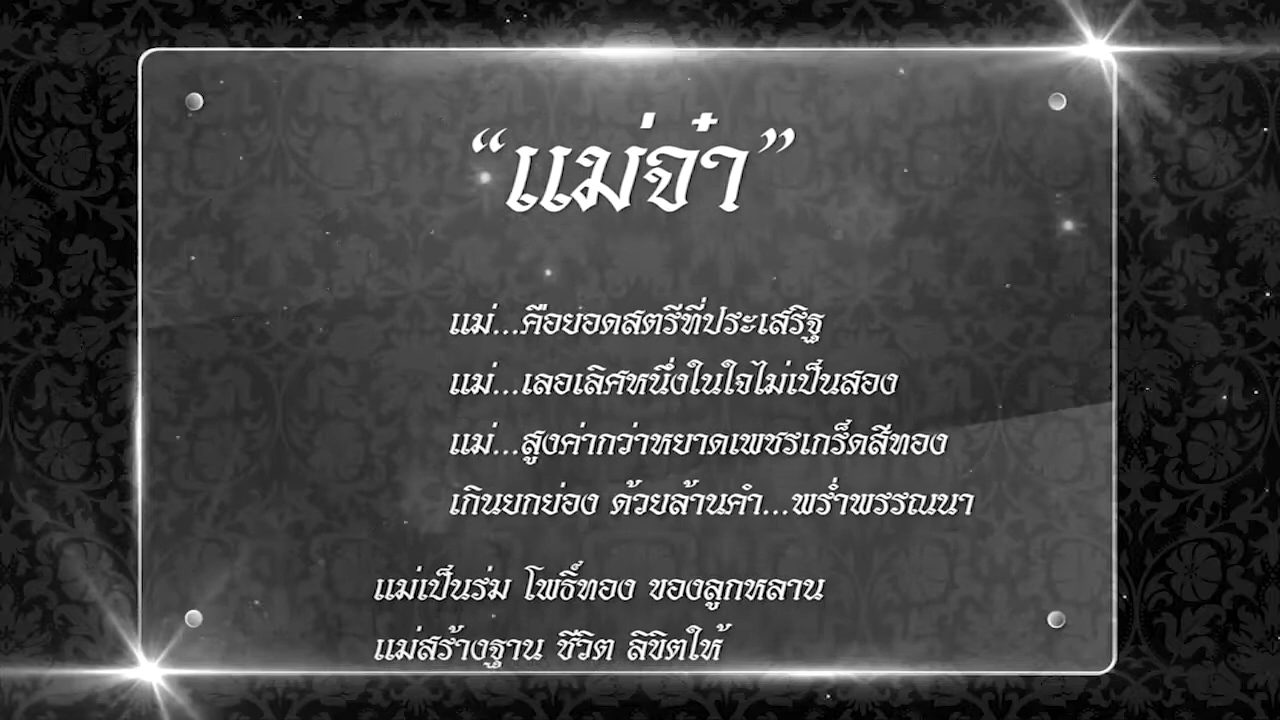 “แม่จ๋า”
แม่...คือยอดสตรีที่ประเสริฐ
แม่...เลอเลิศหนึ่งในใจไม่เป็นสอง
แม่...สูงค่ากว่าหยาดเพชรเกร็ดสีทอง
เกินยกย่อง ด้วยล้านคำ...พร่ำพรรณนา
แม่เป็นร่ม โพธิ์ทอง ของลูกหลาน
แม่สร้างฐาน ชีวิต ลิขิตให้